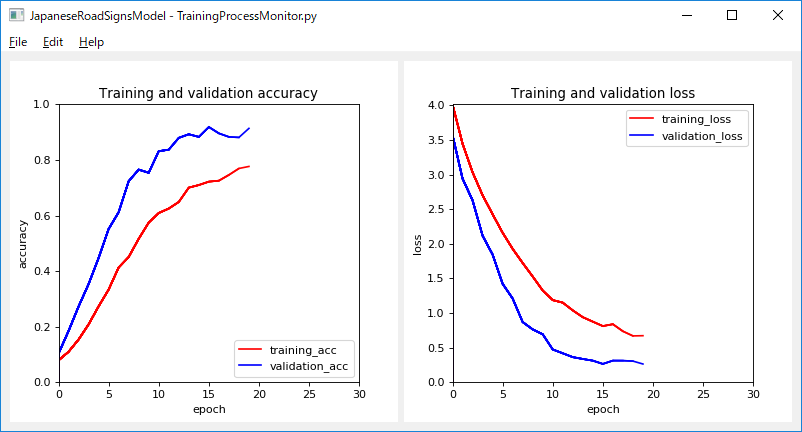 JapaneseRoadSignsModel - TrainingProcessMonitor.py
File Edit Help
Training and validation accuracy
1.0
0.8
0.6
0.4
0.2
0.0
accuracy
0 5 10 15 20 25 30
epoch
training_acc
validation_acc
Training and validation loss
4.0
3.5
3.0
2.5
2.0
1.5
1.0
0.5
0.0
loss
0 5 10 15 20 25 30
epoch
training_loss
validation_loss